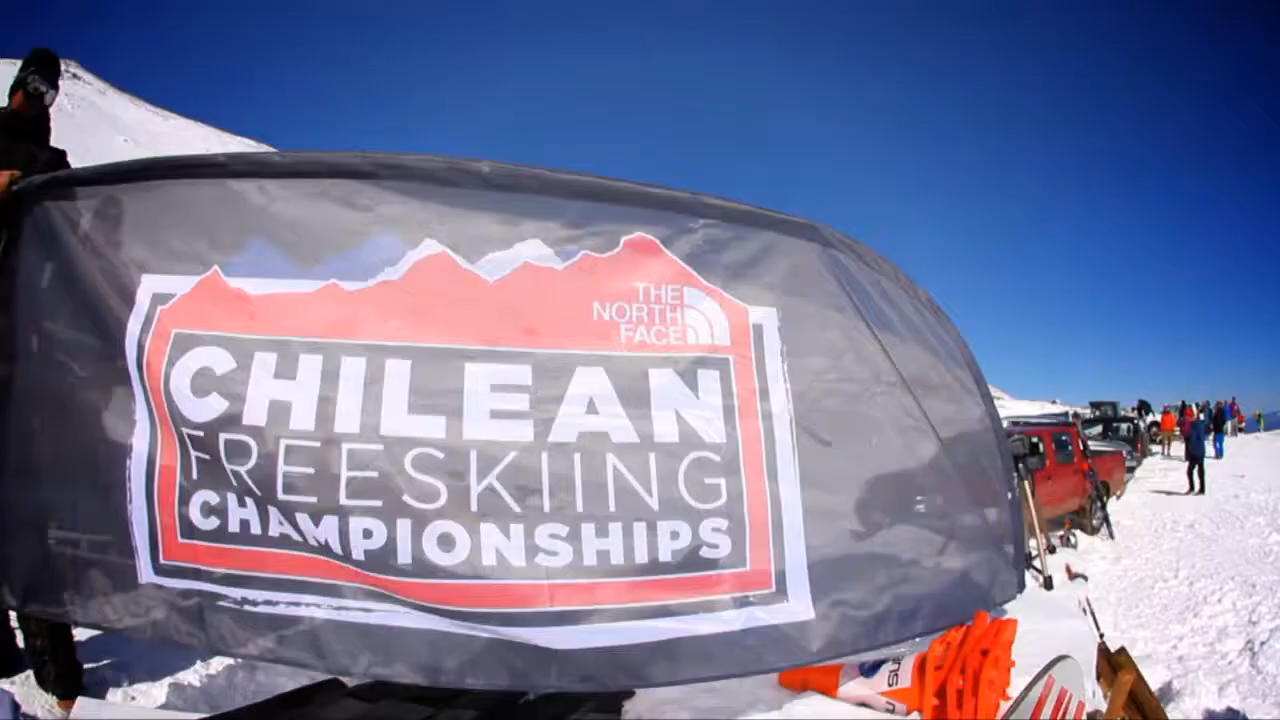 THE
NORTH
FACE
CHILEAN
FREESKIING
CHAMPIONSHIPS